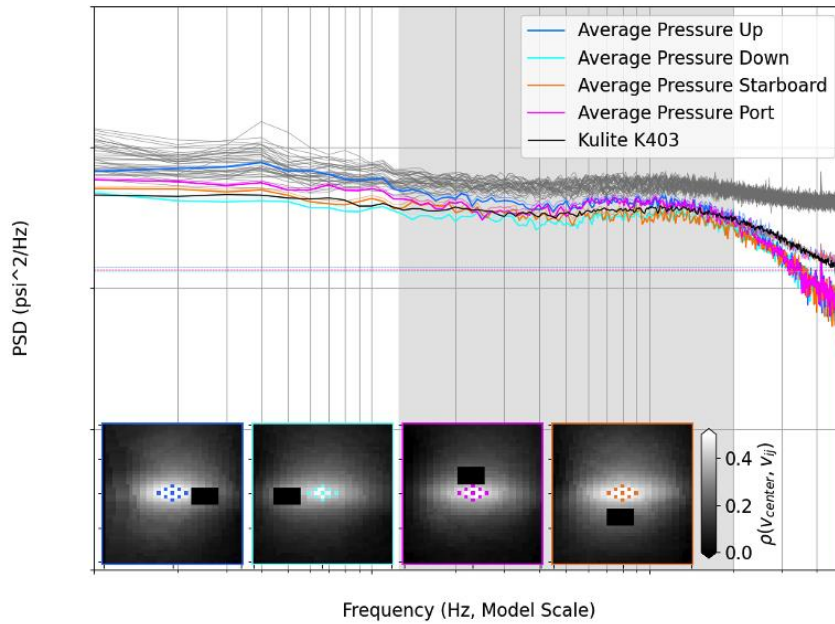 Average Pressure Up
Average Pressure Down
Average Pressure Starboard
Average Pressure Port
Kulite K403
PSD (psi^2/Hz)
0.4
0.2
0.0
ρ(v_center, v_ij)
Frequency (Hz, Model Scale)